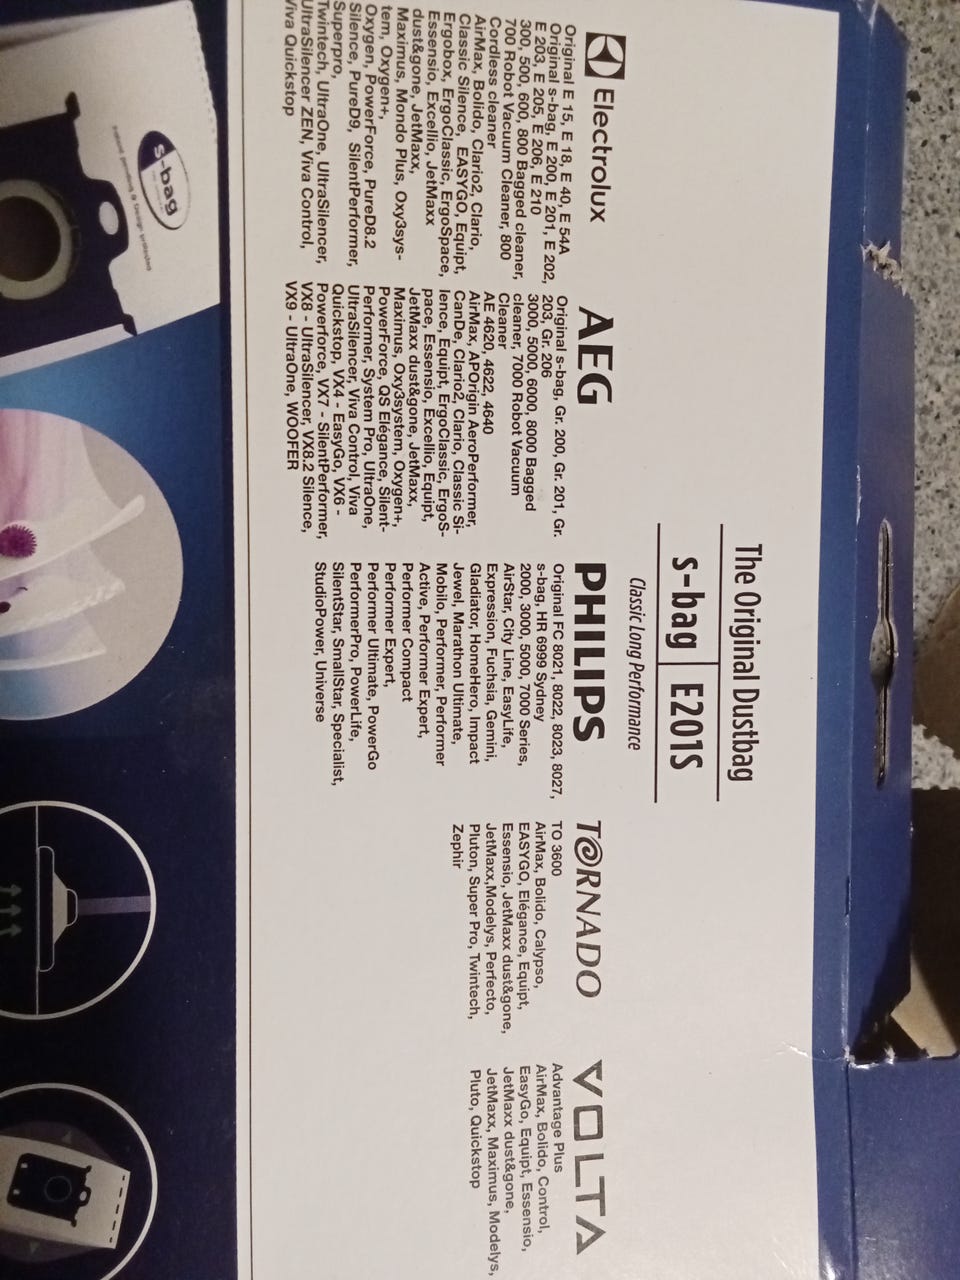 The Original Dustbag
s-bag E201S
Classic Long Performance
Electrolux
Original E 15, E 18, E 40, E 54A
Original s-bag, E 200, E 201, E 202,
E 203, E 205, E 206, E 210
300, 500, 600, 800 Bagged cleaner,
700 Robot Vacuum Cleaner, 800
Cordless cleaner
AirMax, Bolido, Clario2, Clario,
Classic Silence, EASYGO, Equipt,
Ergobox, ErgoClassic, ErgoSpace,
Essensio, Excellio, JetMaxx
dust&gone, JetMaxx,
Maximus, Mondo Plus, Oxy3sys-
tem, Oxygen+,
Oxygen, PowerForce, PureD8.2
Silence, PureD9, SilentPerformer,
Superpro,
Twintech, UltraOne, UltraSilencer,
UltraSilencer ZEN, Viva Control,
Viva Quickstop
AEG
Original s-bag, Gr. 200, Gr. 201, Gr.
203, Gr. 206
3000, 5000, 6000, 8000 Bagged
cleaner, 7000 Robot Vacuum
Cleaner
AE 4620, 4622, 4640
AirMax, APOrigin AeroPerformer,
CanDe, Clario2, Clario, Classic Si-
lence, Equipt, ErgoClassic, ErgoS-
pace, Essensio, Excellio, Equipt,
JetMaxx dust&gone, JetMaxx,
Maximus, Oxy3system, Oxygen+,
PowerForce, QS Elégance, Silent-
Performer, System Pro, UltraOne,
UltraSilencer, Viva Control, Viva
Quickstop, VX4 - EasyGo, VX6 -
Powerforce, VX7 - SilentPerformer,
VX8 - UltraSilencer, VX8.2 Silence,
VX9 - UltraOne, WOOFER
PHILIPS
Original FC 8021, 8022, 8023, 8027,
s-bag, HR 6999 Sydney
2000, 3000, 5000, 7000 Series,
AirStar, City Line, EasyLife,
Expression, Fuchsia, Gemini,
Gladiator, HomeHero, Impact
Jewel, Marathon Ultimate,
Mobilo, Performer, Performer
Active, Performer Expert,
Performer Compact
Performer Expert,
Performer Ultimate, PowerGo
PerformerPro, PowerLife,
SilentStar, SmallStar, Specialist,
StudioPower, Universe
T@RNADO
TO 3600
AirMax, Bolido, Calypso,
EASYGO, Elégance, Equipt,
Essensio, JetMaxx dust&gone,
JetMaxx,Modelys, Perfecto,
Pluton, Super Pro, Twintech,
Zephir
VOLTA
Advantage Plus
AirMax, Bolido, Control,
EasyGo, Equipt, Essensio,
JetMaxx dust&gone,
JetMaxx, Maximus, Modelys,
Pluto, Quickstop
s-bag